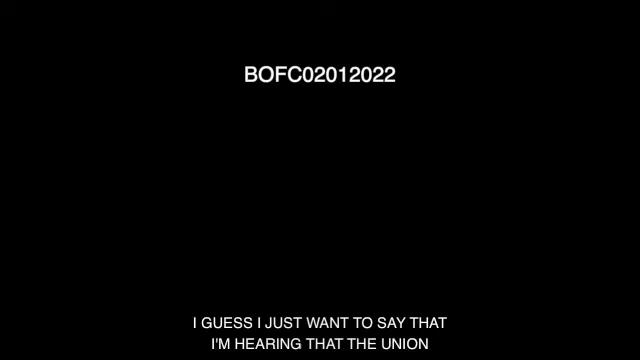 BOFC02012022
I GUESS I JUST WANT TO SAY THAT
I'M HEARING THAT THE UNION